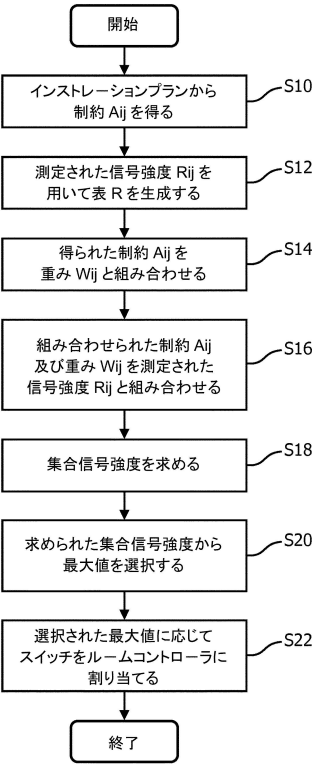 開始
インストレーションプランから
制約 Aij を得る
S10
測定された信号強度 Rij を
用いて表 R を生成する
S12
得られた制約 Aij を
重み Wij と組み合わせる
S14
組み合わせられた制約 Aij
及び重み Wij を測定された
信号強度 Rij と組み合わせる
S16
集合信号強度を求める
S18
求められた集合信号強度から
最大値を選択する
S20
選択された最大値に応じて
スイッチをルームコントローラに
割り当てる
S22
終了